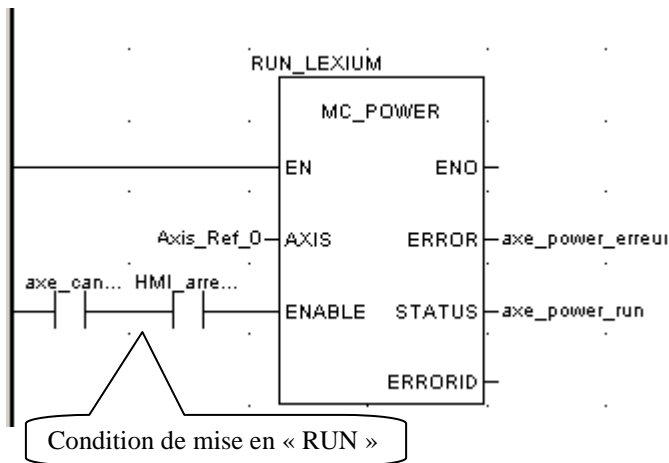 RUN_LEXIUM
MC_POWER
EN ENO
Axis_Ref_0 AXIS ERROR axe_power_erreur
axe_can... HMI_arre...
ENABLE STATUS axe_power_run
ERRORID
Condition de mise en « RUN »